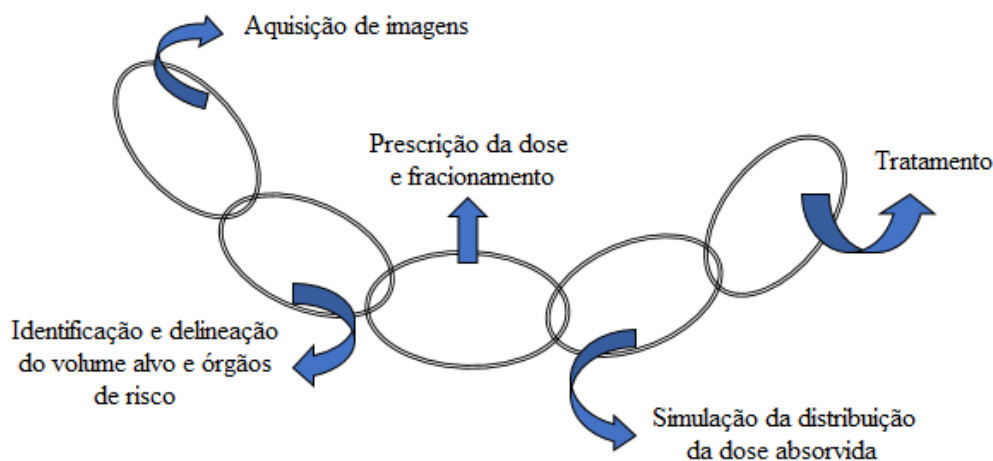 Aquisição de imagens
Identificação e delineação
do volume alvo e órgãos
de risco
Prescrição da dose
e fracionamento
Simulação da distribuição
da dose absorvida
Tratamento